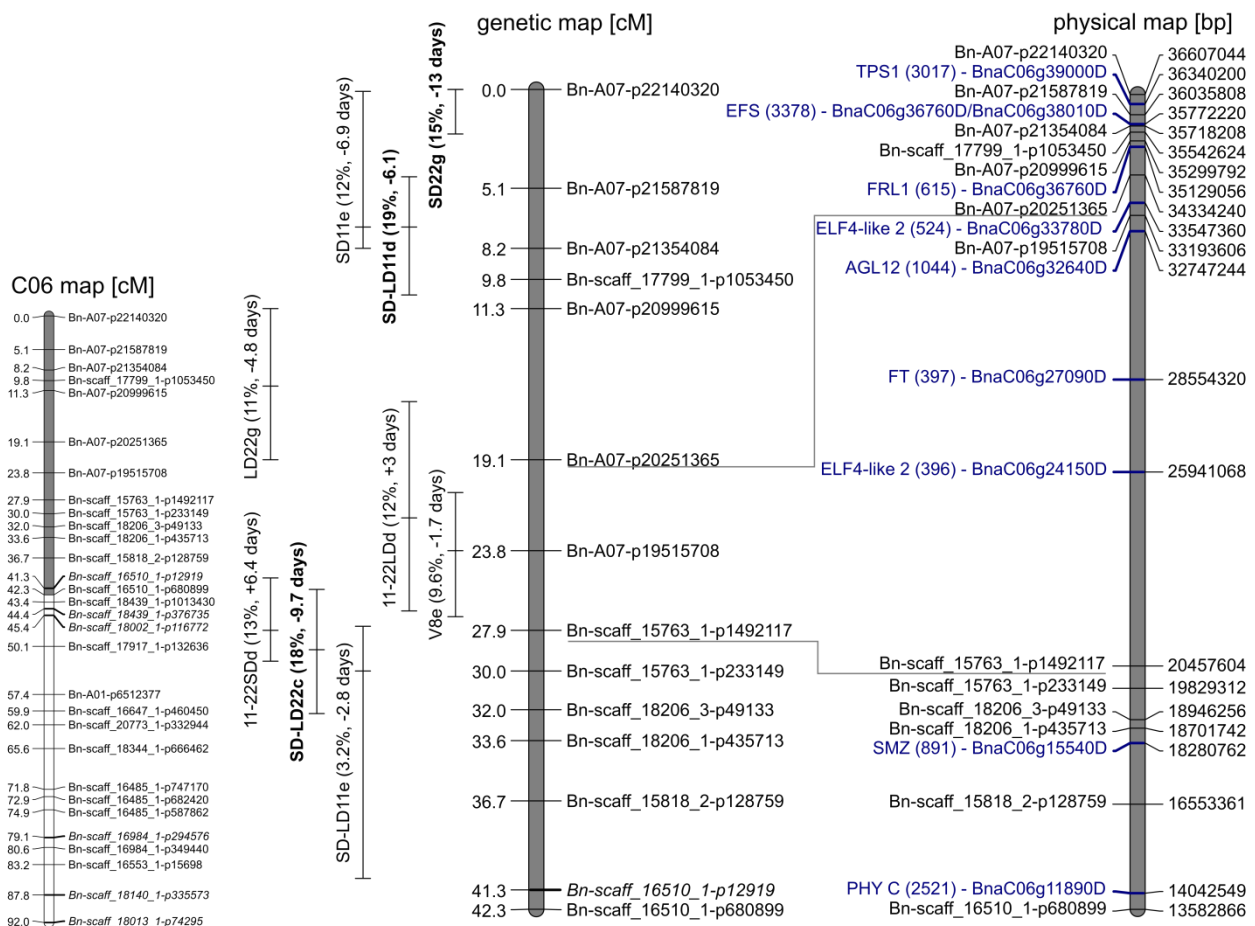 genetic map [cM]
physical map [bp]
C06 map [cM]
0.0 Bn-A07-p22140320
5.1 Bn-A07-p21587819
8.2 Bn-A07-p21354084
9.8 Bn-scaff_17799_1-p1053450
11.3 Bn-A07-p20999615
19.1 Bn-A07-p20251365
23.8 Bn-A07-p19515708
27.9 Bn-scaff_15763_1-p1492117
30.0 Bn-scaff_15763_1-p233149
32.0 Bn-scaff_18206_3-p49133
33.6 Bn-scaff_18206_1-p435713
36.7 Bn-scaff_15818_2-p128759
41.3 Bn-scaff_16510_1-p12919
42.3 Bn-scaff_16510_1-p680899
43.4 Bn-scaff_18439_1-p1013430
44.4 Bn-scaff_18439_1-p376735
45.4 Bn-scaff_18002_1-p116772
50.1 Bn-scaff_17917_1-p132636
57.4 Bn-A01-p6512377
59.9 Bn-scaff_16647_1-p460450
62.0 Bn-scaff_20773_1-p332944
65.6 Bn-scaff_18344_1-p666462
71.8 Bn-scaff_16485_1-p747170
72.9 Bn-scaff_16485_1-p682420
74.9 Bn-scaff_16485_1-p587862
79.1 Bn-scaff_16984_1-p294576
80.6 Bn-scaff_16984_1-p349440
83.2 Bn-scaff_16553_1-p15698
87.8 Bn-scaff_18140_1-p335573
92.0 Bn-scaff_18013_1-p74295
LD22g (11%, -4.8 days)
11-22SDd (13%, +6.4 days)
SD-LD22c (18%, -9.7 days)
SD11e (12%, -6.9 days)
SD-LD11d (19%, -6.1)
SD22g (15%, -13 days)
SD-LD11e (3.2%, -2.8 days)
11-22LDd (12%, +3 days)
V8e (9.6%, -1.7 days)
0.0 Bn-A07-p22140320
5.1 Bn-A07-p21587819
8.2 Bn-A07-p21354084
9.8 Bn-scaff_17799_1-p1053450
11.3 Bn-A07-p20999615
19.1 Bn-A07-p20251365
23.8 Bn-A07-p19515708
27.9 Bn-scaff_15763_1-p1492117
30.0 Bn-scaff_15763_1-p233149
32.0 Bn-scaff_18206_3-p49133
33.6 Bn-scaff_18206_1-p435713
36.7 Bn-scaff_15818_2-p128759
41.3 Bn-scaff_16510_1-p12919
42.3 Bn-scaff_16510_1-p680899
Bn-A07-p22140320 36607044
TPS1 (3017) - BnaC06g39000D 36340200
Bn-A07-p21587819 36035808
EFS (3378) - BnaC06g36760D/BnaC06g38010D 35772220
Bn-A07-p21354084 35718208
Bn-scaff_17799_1-p1053450 35542624
Bn-A07-p20999615 35299792
FRL1 (615) - BnaC06g36760D 35129056
Bn-A07-p20251365 34334240
ELF4-like 2 (524) - BnaC06g33780D 33547360
Bn-A07-p19515708 33193606
AGL12 (1044) - BnaC06g32640D 32747244
FT (397) - BnaC06g27090D 28554320
ELF4-like 2 (396) - BnaC06g24150D 25941068
Bn-scaff_15763_1-p1492117 20457604
Bn-scaff_15763_1-p233149 19829312
Bn-scaff_18206_3-p49133 18946256
Bn-scaff_18206_1-p435713 18701742
SMZ (891) - BnaC06g15540D 18280762
Bn-scaff_15818_2-p128759 16553361
PHY C (2521) - BnaC06g11890D 14042549
Bn-scaff_16510_1-p680899 13582866